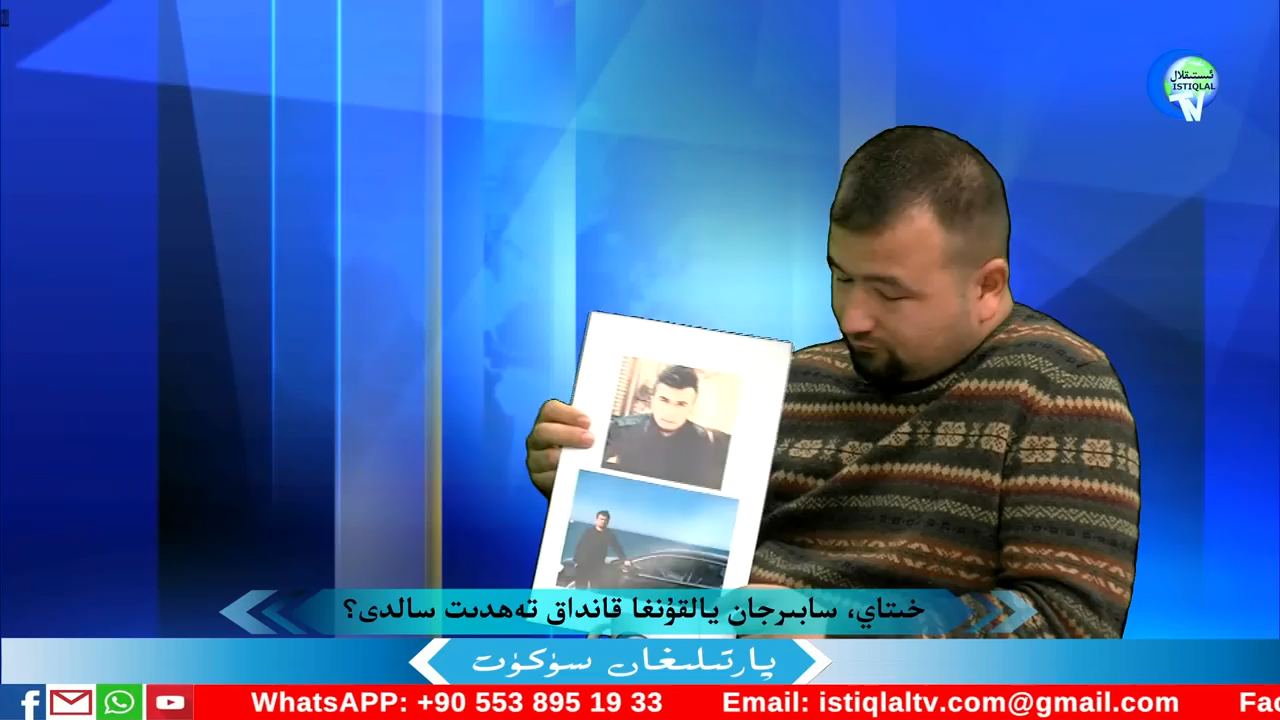 ئىستىقلال
ISTIQLAL
TV
خىتاي، سابىرجان يالقۇنغا قانداق تەھدىت سالدى؟
پارتىلىغان سۈكۈت
WhatsAPP: +90 553 895 19 33 Email: istiqlaltv.com@gmail.com Fac